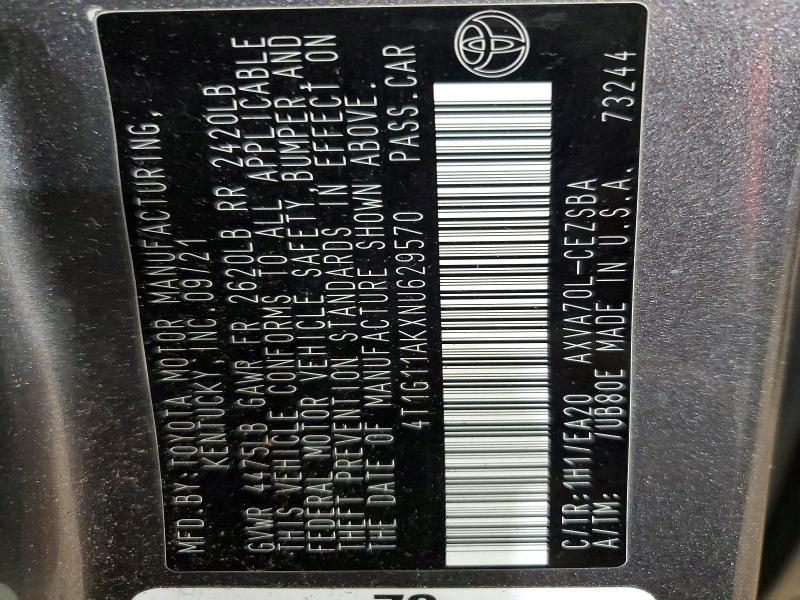 MFD.BY:TOYOTA MOTOR MANUFACTURING,
KENTUCKY, INC.09/21
GVWR 4475LB GAWR FR 2620LB RR 2420LB
THIS VEHICLE CONFORMS TO ALL APPLICABLE
FEDERAL MOTOR VEHICLE SAFETY,BUMPER,AND
THEFT PREVENTION STANDARDS IN EFFECT ON
THE DATE OF MANUFACTURE SHOWN ABOVE.
4T1G11AKXNU629570 PASS.CAR
C/TR:1H1/EA20 AXVA70L-CEZSBA
A/TM: /UB80E MADE IN U.S.A. 73244